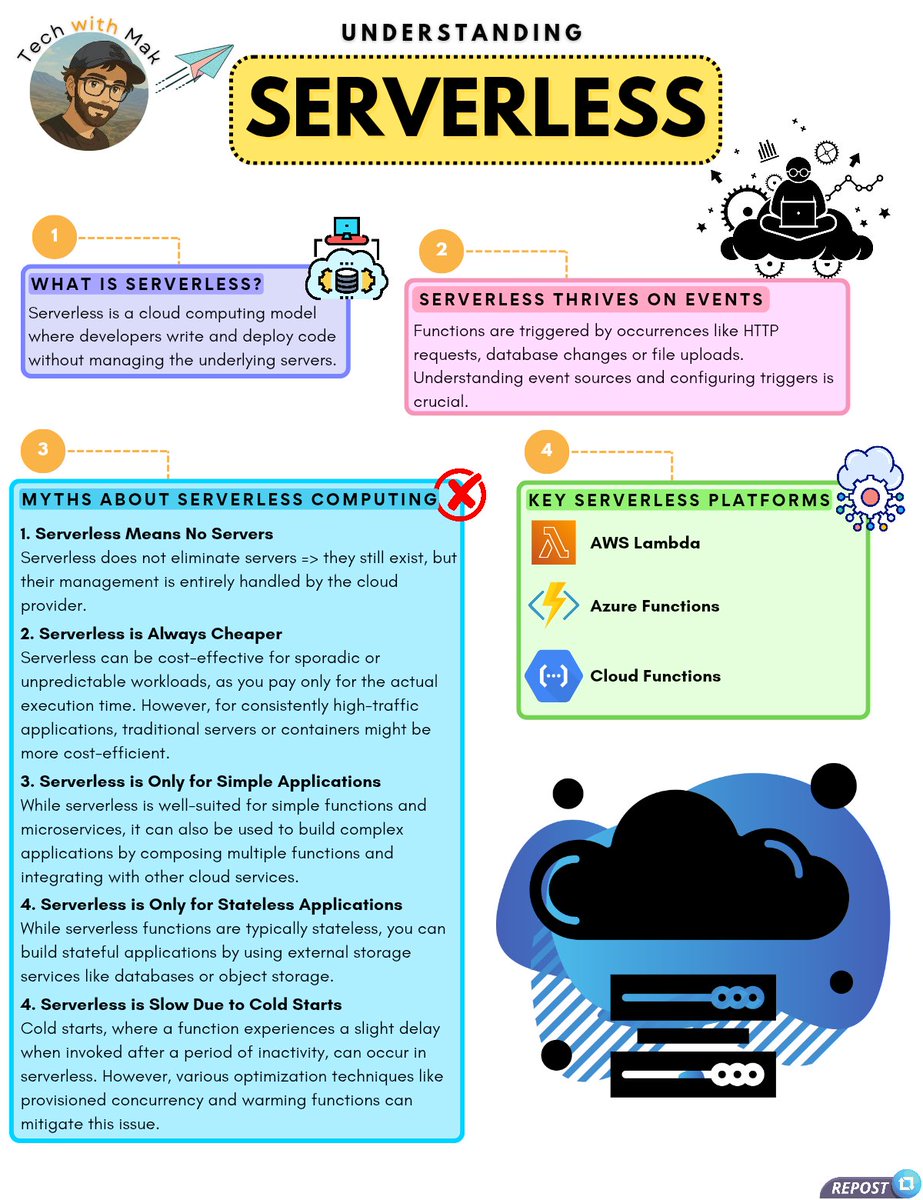 Tech with Mak
UNDERSTANDING
SERVERLESS
1
WHAT IS SERVERLESS?
Serverless is a cloud computing model
where developers write and deploy code
without managing the underlying servers.
2
SERVERLESS THRIVES ON EVENTS
Functions are triggered by occurrences like HTTP
requests, database changes or file uploads.
Understanding event sources and configuring triggers is
crucial.
3
MYTHS ABOUT SERVERLESS COMPUTING
1. Serverless Means No Servers
Serverless does not eliminate servers => they still exist, but
their management is entirely handled by the cloud
provider.
2. Serverless is Always Cheaper
Serverless can be cost-effective for sporadic or
unpredictable workloads, as you pay only for the actual
execution time. However, for consistently high-traffic
applications, traditional servers or containers might be
more cost-efficient.
3. Serverless is Only for Simple Applications
While serverless is well-suited for simple functions and
microservices, it can also be used to build complex
applications by composing multiple functions and
integrating with other cloud services.
4. Serverless is Only for Stateless Applications
While serverless functions are typically stateless, you can
build stateful applications by using external storage
services like databases or object storage.
4. Serverless is Slow Due to Cold Starts
Cold starts, where a function experiences a slight delay
when invoked after a period of inactivity, can occur in
serverless. However, various optimization techniques like
provisioned concurrency and warming functions can
mitigate this issue.
4
KEY SERVERLESS PLATFORMS
AWS Lambda
Azure Functions
Cloud Functions
REPOST